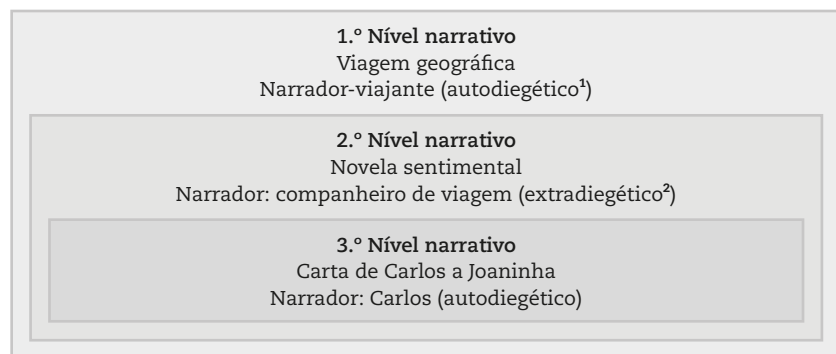 1.º Nível narrativo
Viagem geográfica
Narrador-viajante (autodiegético¹)
2.º Nível narrativo
Novela sentimental
Narrador: companheiro de viagem (extradiegético²)
3.º Nível narrativo
Carta de Carlos a Joaninha
Narrador: Carlos (autodiegético)